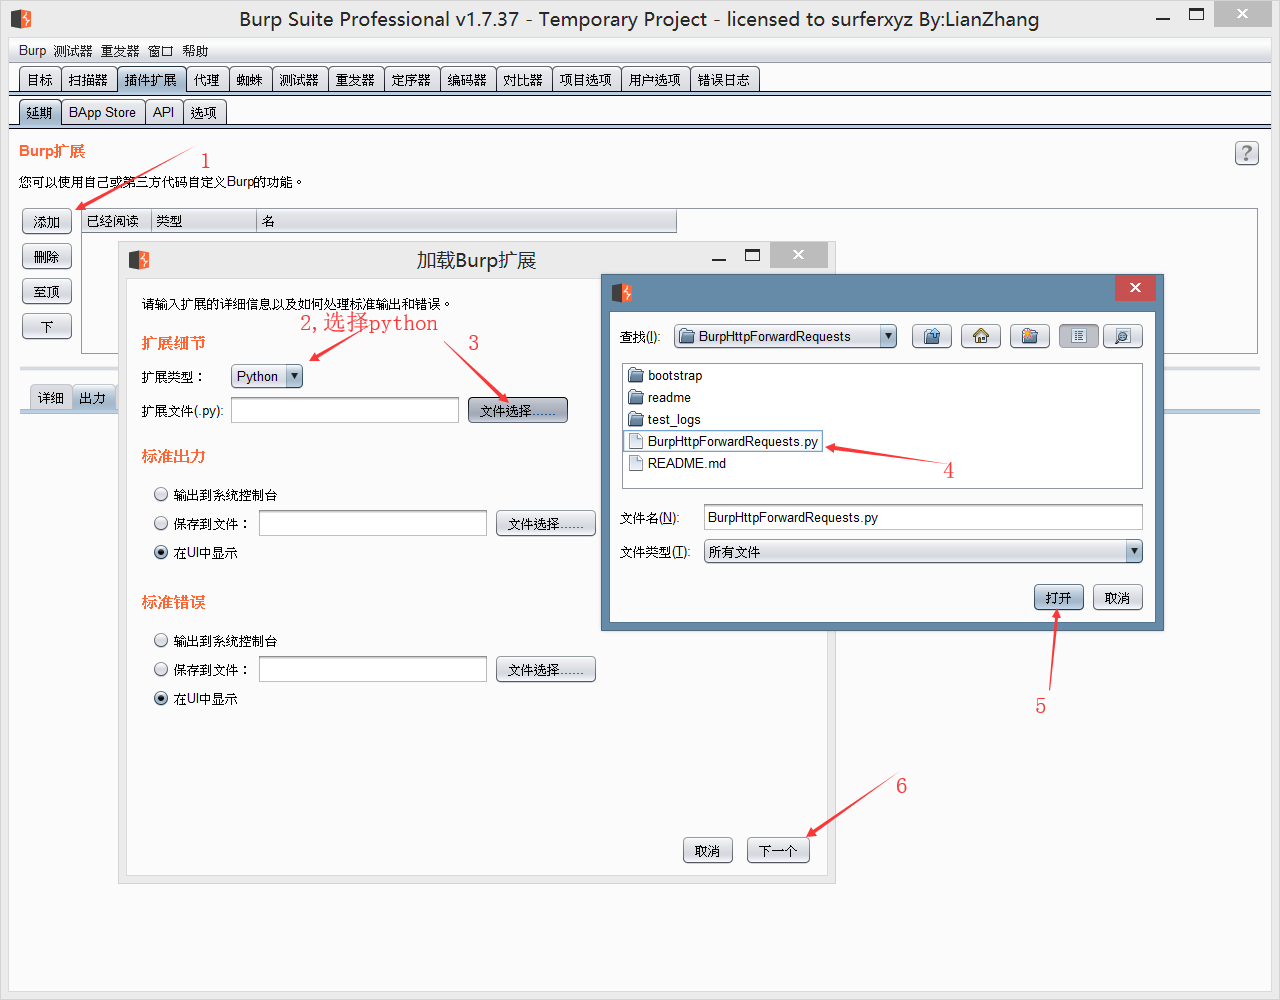 Burp Suite Professional v1.7.37 - Temporary Project - licensed to surferxyz By:LianZhang
Burp 测试器 重发器 窗口 帮助
目标 扫描器 插件扩展 代理 蜘蛛 测试器 重发器 定序器 编码器 对比器 项目选项 用户选项 错误日志
延期 BApp Store API 选项
Burp扩展
?
1
您可以使用自己或第三方代码自定义Burp的功能。
添加
删除
至顶
下
已经阅读 类型 名
详细 出力
加载Burp扩展
请输入扩展的详细信息,以及如何处理标准输出和错误。
2,选择python
扩展细节
3
扩展类型：
Python
扩展文件(.py):
文件选择......
标准出力
输出到系统控制台
保存到文件：
文件选择......
在UI中显示
标准错误
输出到系统控制台
保存到文件：
文件选择......
在UI中显示
取消
下一个
6
查找(I):
BurpHttpForwardRequests
bootstrap
readme
test_logs
BurpHttpForwardRequests.py
README.md
4
文件名(N):
BurpHttpForwardRequests.py
文件类型(T):
所有文件
打开
取消
5